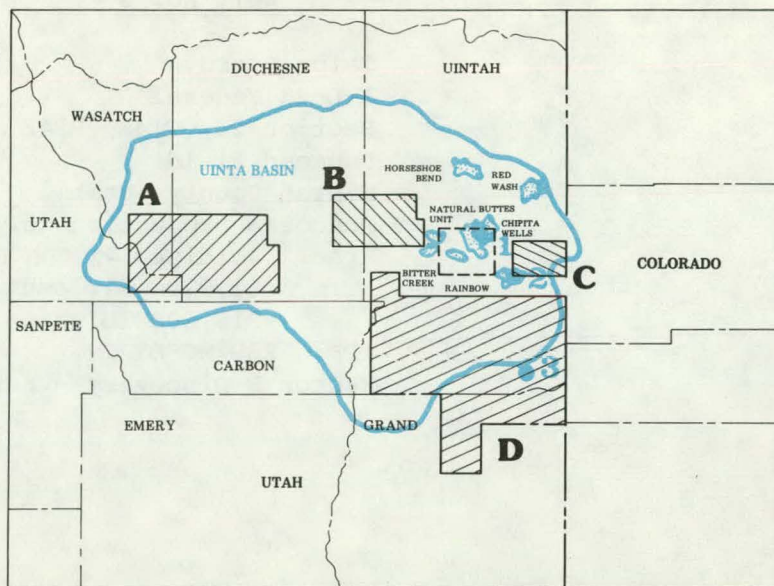 DUCHESNE
UINTAH
WASATCH
UINTA BASIN
HORSESHOE
BEND
RED
WASH
A
B
UTAH
NATURAL BUTTES
UNIT
CHIPITA
WELLS
1
2
C
COLORADO
BITTER
CREEK
RAINBOW
SANPETE
CARBON
3
EMERY
GRAND
D
UTAH